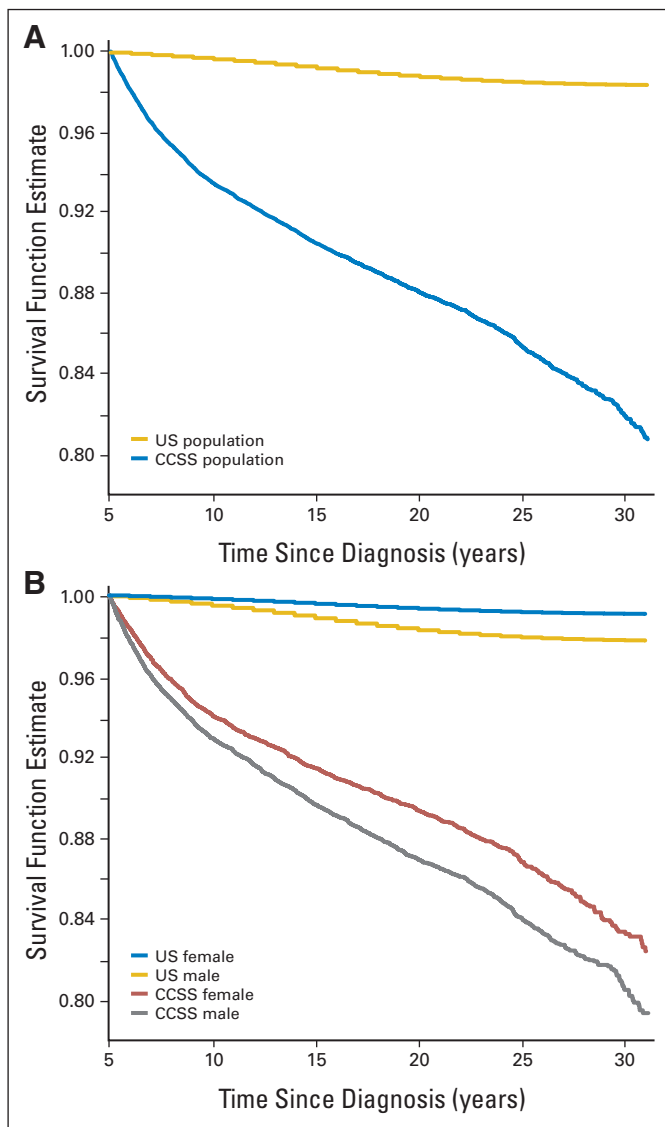 A
1.00
0.96
0.92
0.88
0.84
0.80
Survival Function Estimate
US population
CCSS population
5 10 15 20 25 30
Time Since Diagnosis (years)
B
1.00
0.96
0.92
0.88
0.84
0.80
Survival Function Estimate
US female
US male
CCSS female
CCSS male
5 10 15 20 25 30
Time Since Diagnosis (years)